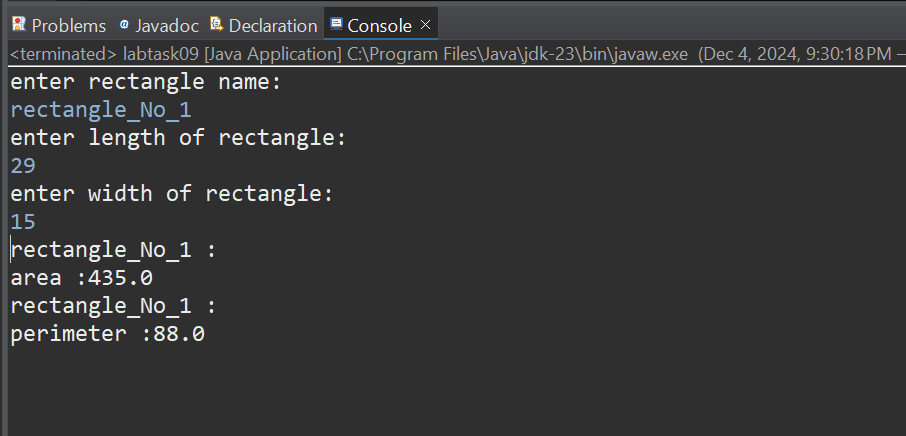 Problems Javadoc Declaration Console
<terminated> labtask09 [Java Application] C:\Program Files\Java\jdk-23\bin\javaw.exe (Dec 4, 2024, 9:30:18 PM –
enter rectangle name:
rectangle_No_1
enter length of rectangle:
29
enter width of rectangle:
15
rectangle_No_1 :
area :435.0
rectangle_No_1 :
perimeter :88.0